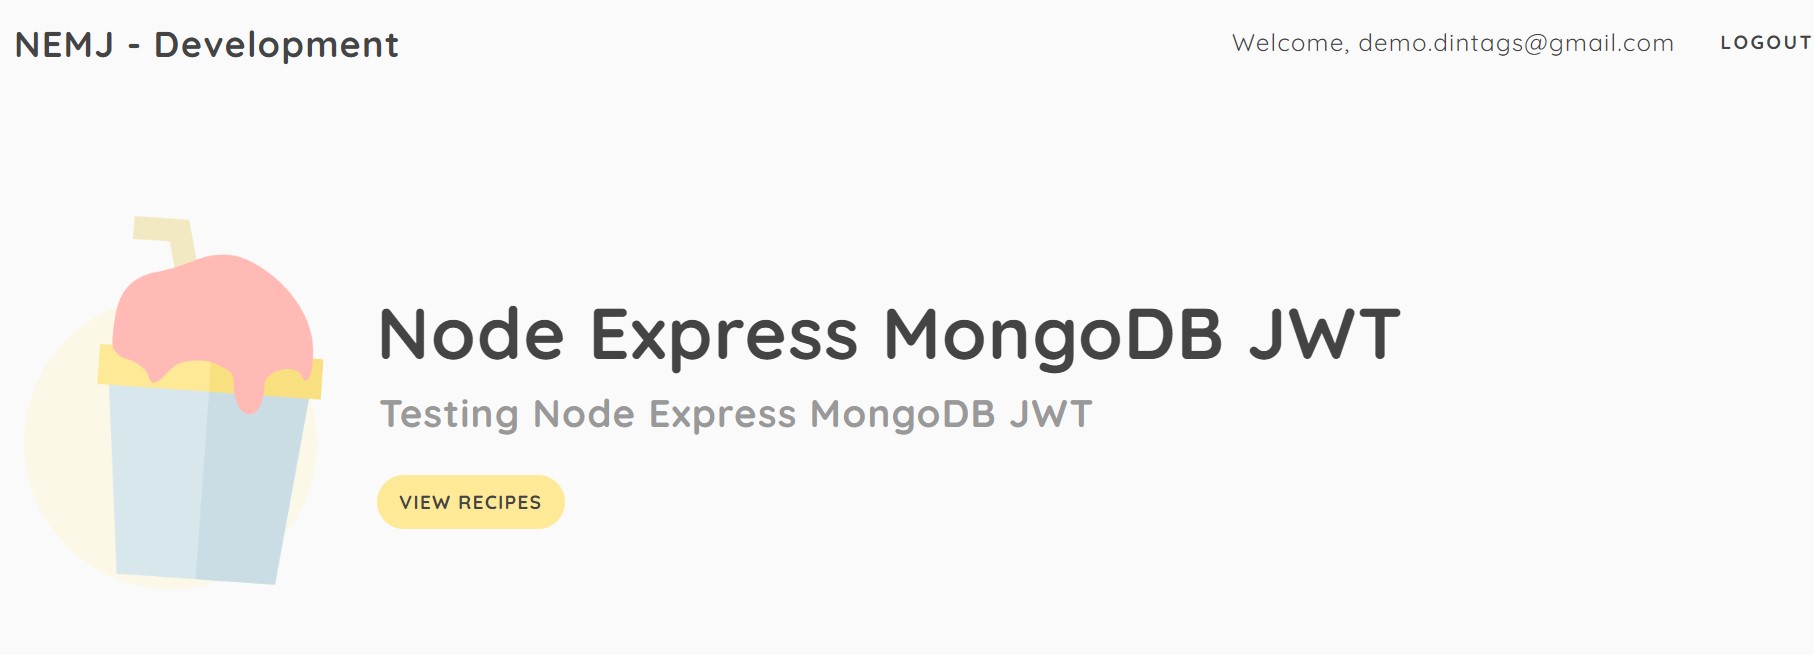 NEMJ - Development
Welcome, demo.dintags@gmail.com
LOGOUT
Node Express MongoDB JWT
Testing Node Express MongoDB JWT
VIEW RECIPES